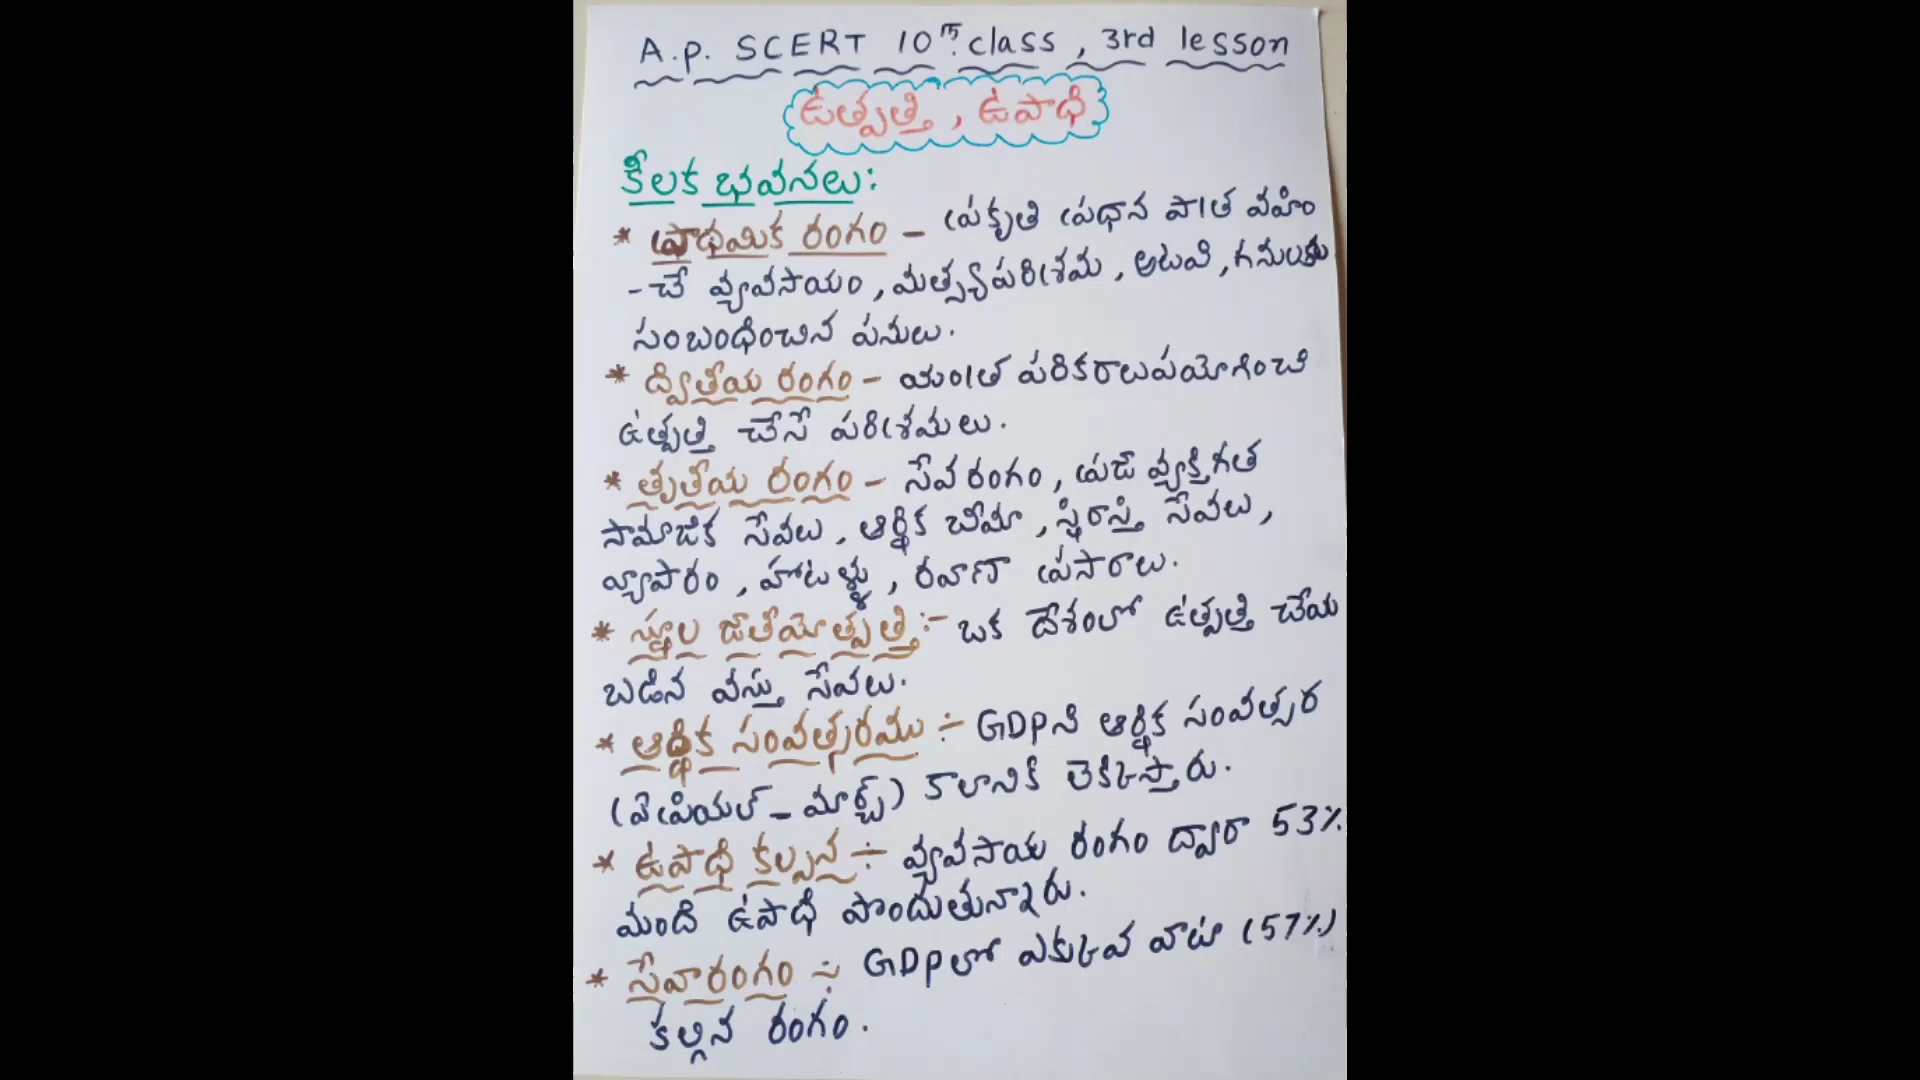 A.p. SCERT 10th class, 3rd lesson
ఉత్పత్తి, ఉపాధి
కీలక భవనలు:
* ప్రాథమిక రంగం - ప్రకృతి ప్రధాన పాత్ర వహిం
-చే వ్యవసాయం, మత్స్యపరిశ్రమ, అటవి, గనులకు
సంబంధించిన పనులు.
* ద్వితీయ రంగం - యంత్ర పరికరాలుపయోగించి
ఉత్పత్తి చేసే పరిశ్రమలు.
* తృతీయ రంగం - సేవ రంగం, ప్రజా వ్యక్తిగత
సామాజిక సేవలు, ఆర్థిక బీమా, స్థిరాస్తి సేవలు,
వ్యాపారం, హోటళ్ళు, రవాణా ప్రసారాలు.
* స్థూల జాతీయోత్పత్తి :- ఒక దేశంలో ఉత్పత్తి చేయ
బడిన వస్తు సేవలు.
* ఆర్థిక సంవత్సరము ÷ GDPని ఆర్థిక సంవత్సర
(ఏప్రియల్ - మార్చ్) కాలానికి లెక్కిస్తారు.
* ఉపాధి కల్పన ÷ వ్యవసాయ రంగం ద్వారా 53%
మంది ఉపాధి పొందుతున్నారు.
* సేవారంగం ÷ GDPలో ఎక్కువ వాటా (57%)
కల్గిన రంగం.